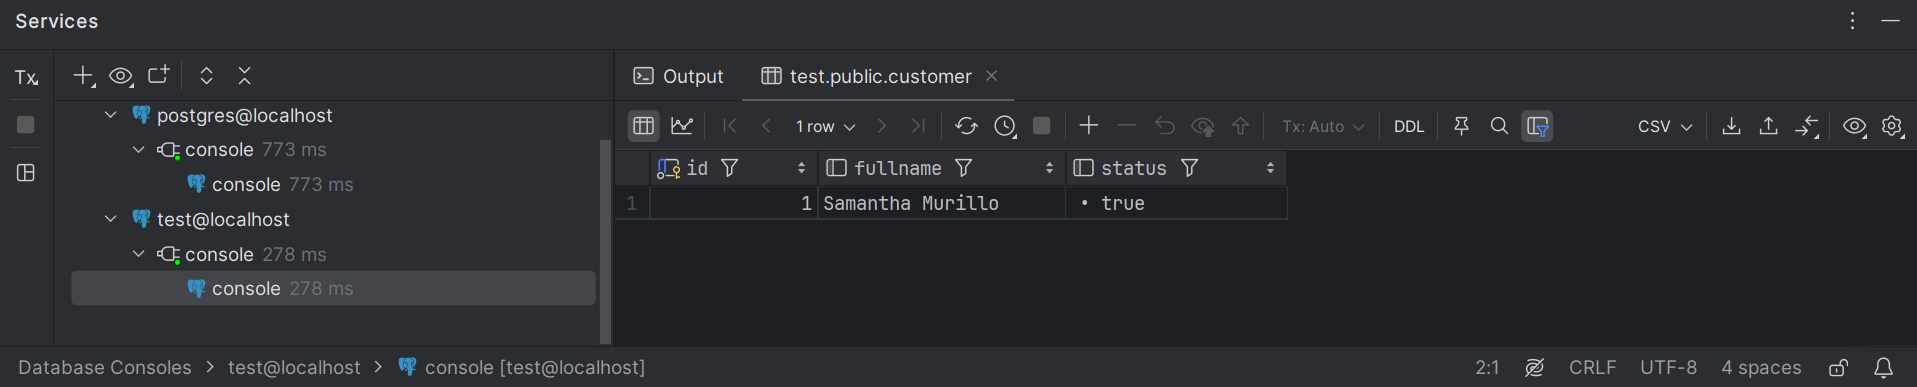 Services
Tx
postgres@localhost
console 773 ms
console 773 ms
test@localhost
console 278 ms
console 278 ms
Output test.public.customer
1 row Tx: Auto DDL CSV
id fullname status
1 1 Samantha Murillo • true
Database Consoles > test@localhost > console [test@localhost] 2:1 CRLF UTF-8 4 spaces